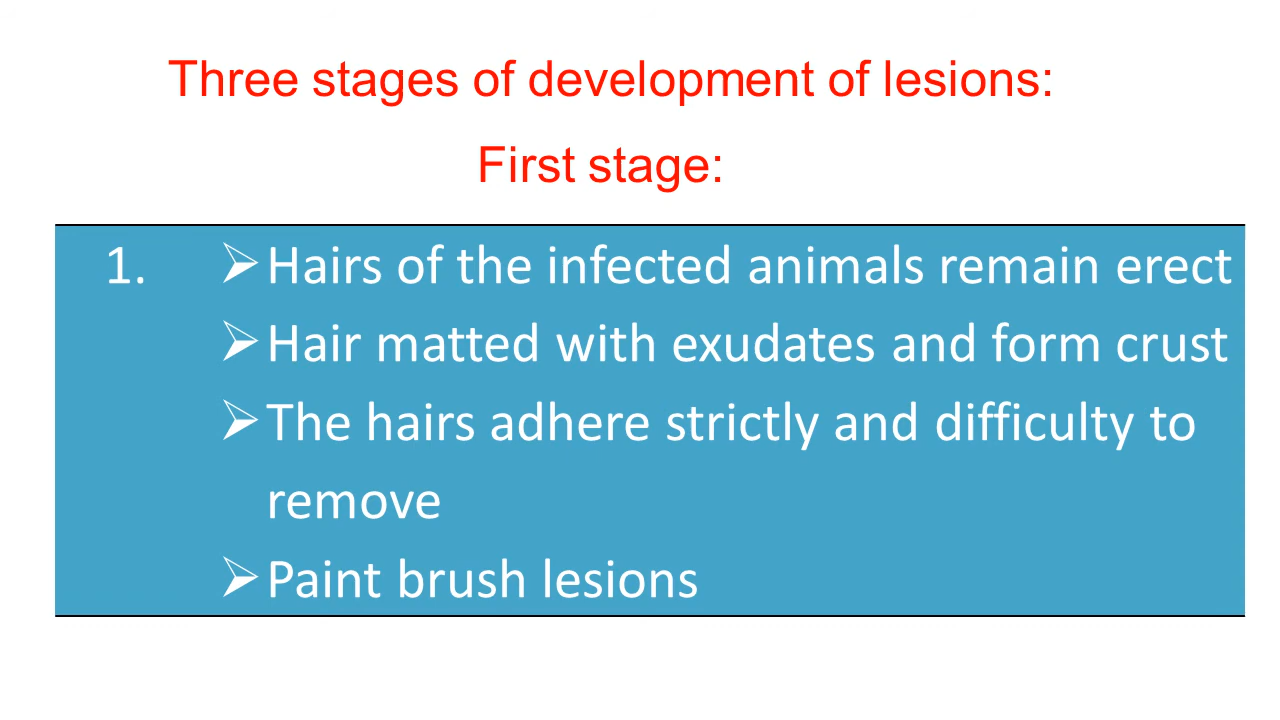 Three stages of development of lesions:
First stage:
1. ➢Hairs of the infected animals remain erect
➢Hair matted with exudates and form crust
➢The hairs adhere strictly and difficulty to
remove
➢Paint brush lesions